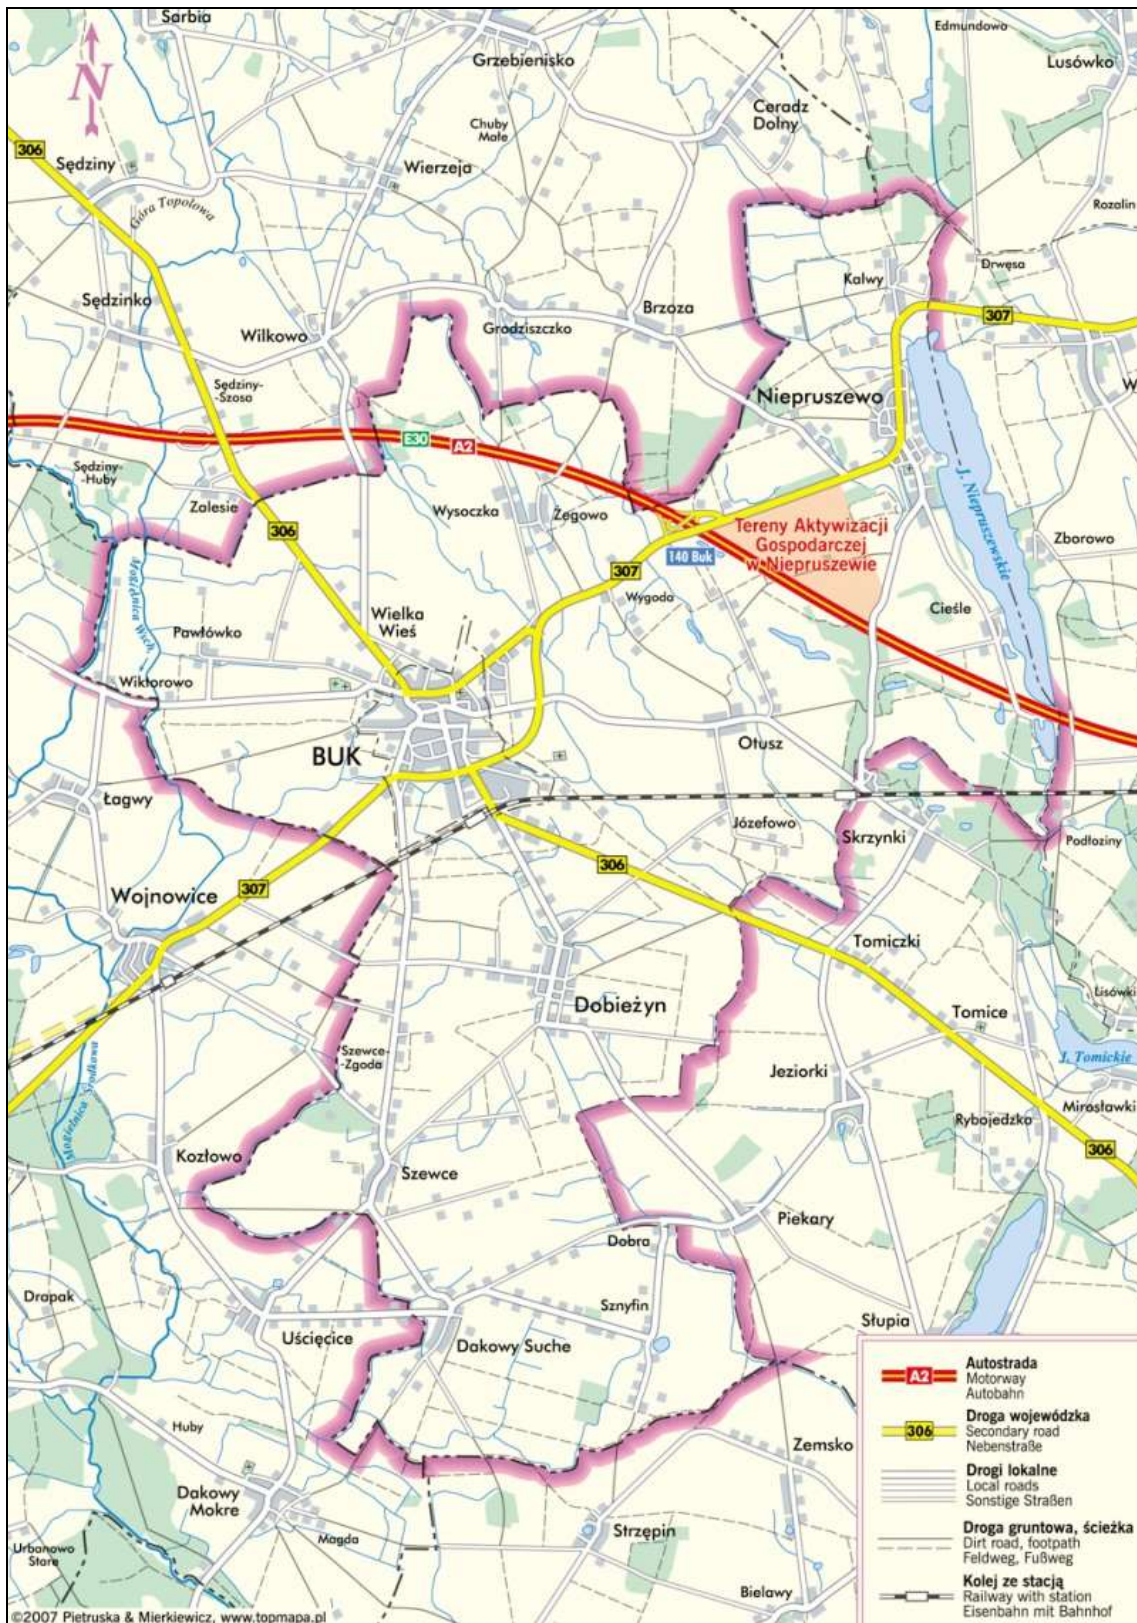 Sarbia
Edmundowo
Grzebienisko
Lusówko
N
Ceradz
Dolny
Chuby
Małe
306
Sędziny
Wierzeja
Góra Topolowa
Rozalin
Drwęsa
Kalwy
Sędzinko
Brzoza
Grodziszczko
307
Wilkowo
Sędziny-
-Szosa
Niepruszewo
W
E30
A2
Sędziny-
-Huby
J. Niepruszewskie
Zalesie
Wysoczka
Żegowo
Tereny Aktywizacji
Gospodarczej
w Niepruszewie
306
Zborowo
140 Buk
307
Mogielnica Wsch.
Wygoda
Cieśle
Wielka
Wieś
Pawłówko
Wiktorowo
Otusz
BUK
Łagwy
Józefowo
Skrzynki
Podłoziny
306
307
Wojnowice
Tomiczki
Lisówki
Dobieżyn
Tomice
J. Tomickie
Szewce-
-Zgoda
Jeziorki
Mogielnica Środkowa
Mirosławki
Rybojedzko
306
Kozłowo
Szewce
Piekary
Dobra
Drapak
Sznyfin
Słupia
Uścięcice
Dakowy Suche
Huby
Zemsko
Dakowy
Mokre
Magda
Strzępin
Urbanowo
Stare
Bielawy
A2
Autostrada
Motorway
Autobahn
306
Droga wojewódzka
Secondary road
Nebenstraße
Drogi lokalne
Local roads
Sonstige Straßen
Droga gruntowa, ścieżka
Dirt road, footpath
Feldweg, Fußweg
Kolej ze stacją
Railway with station
Eisenbahn mit Bahnhof
©2007 Pietruska & Mierkiewicz, www.topmapa.pl